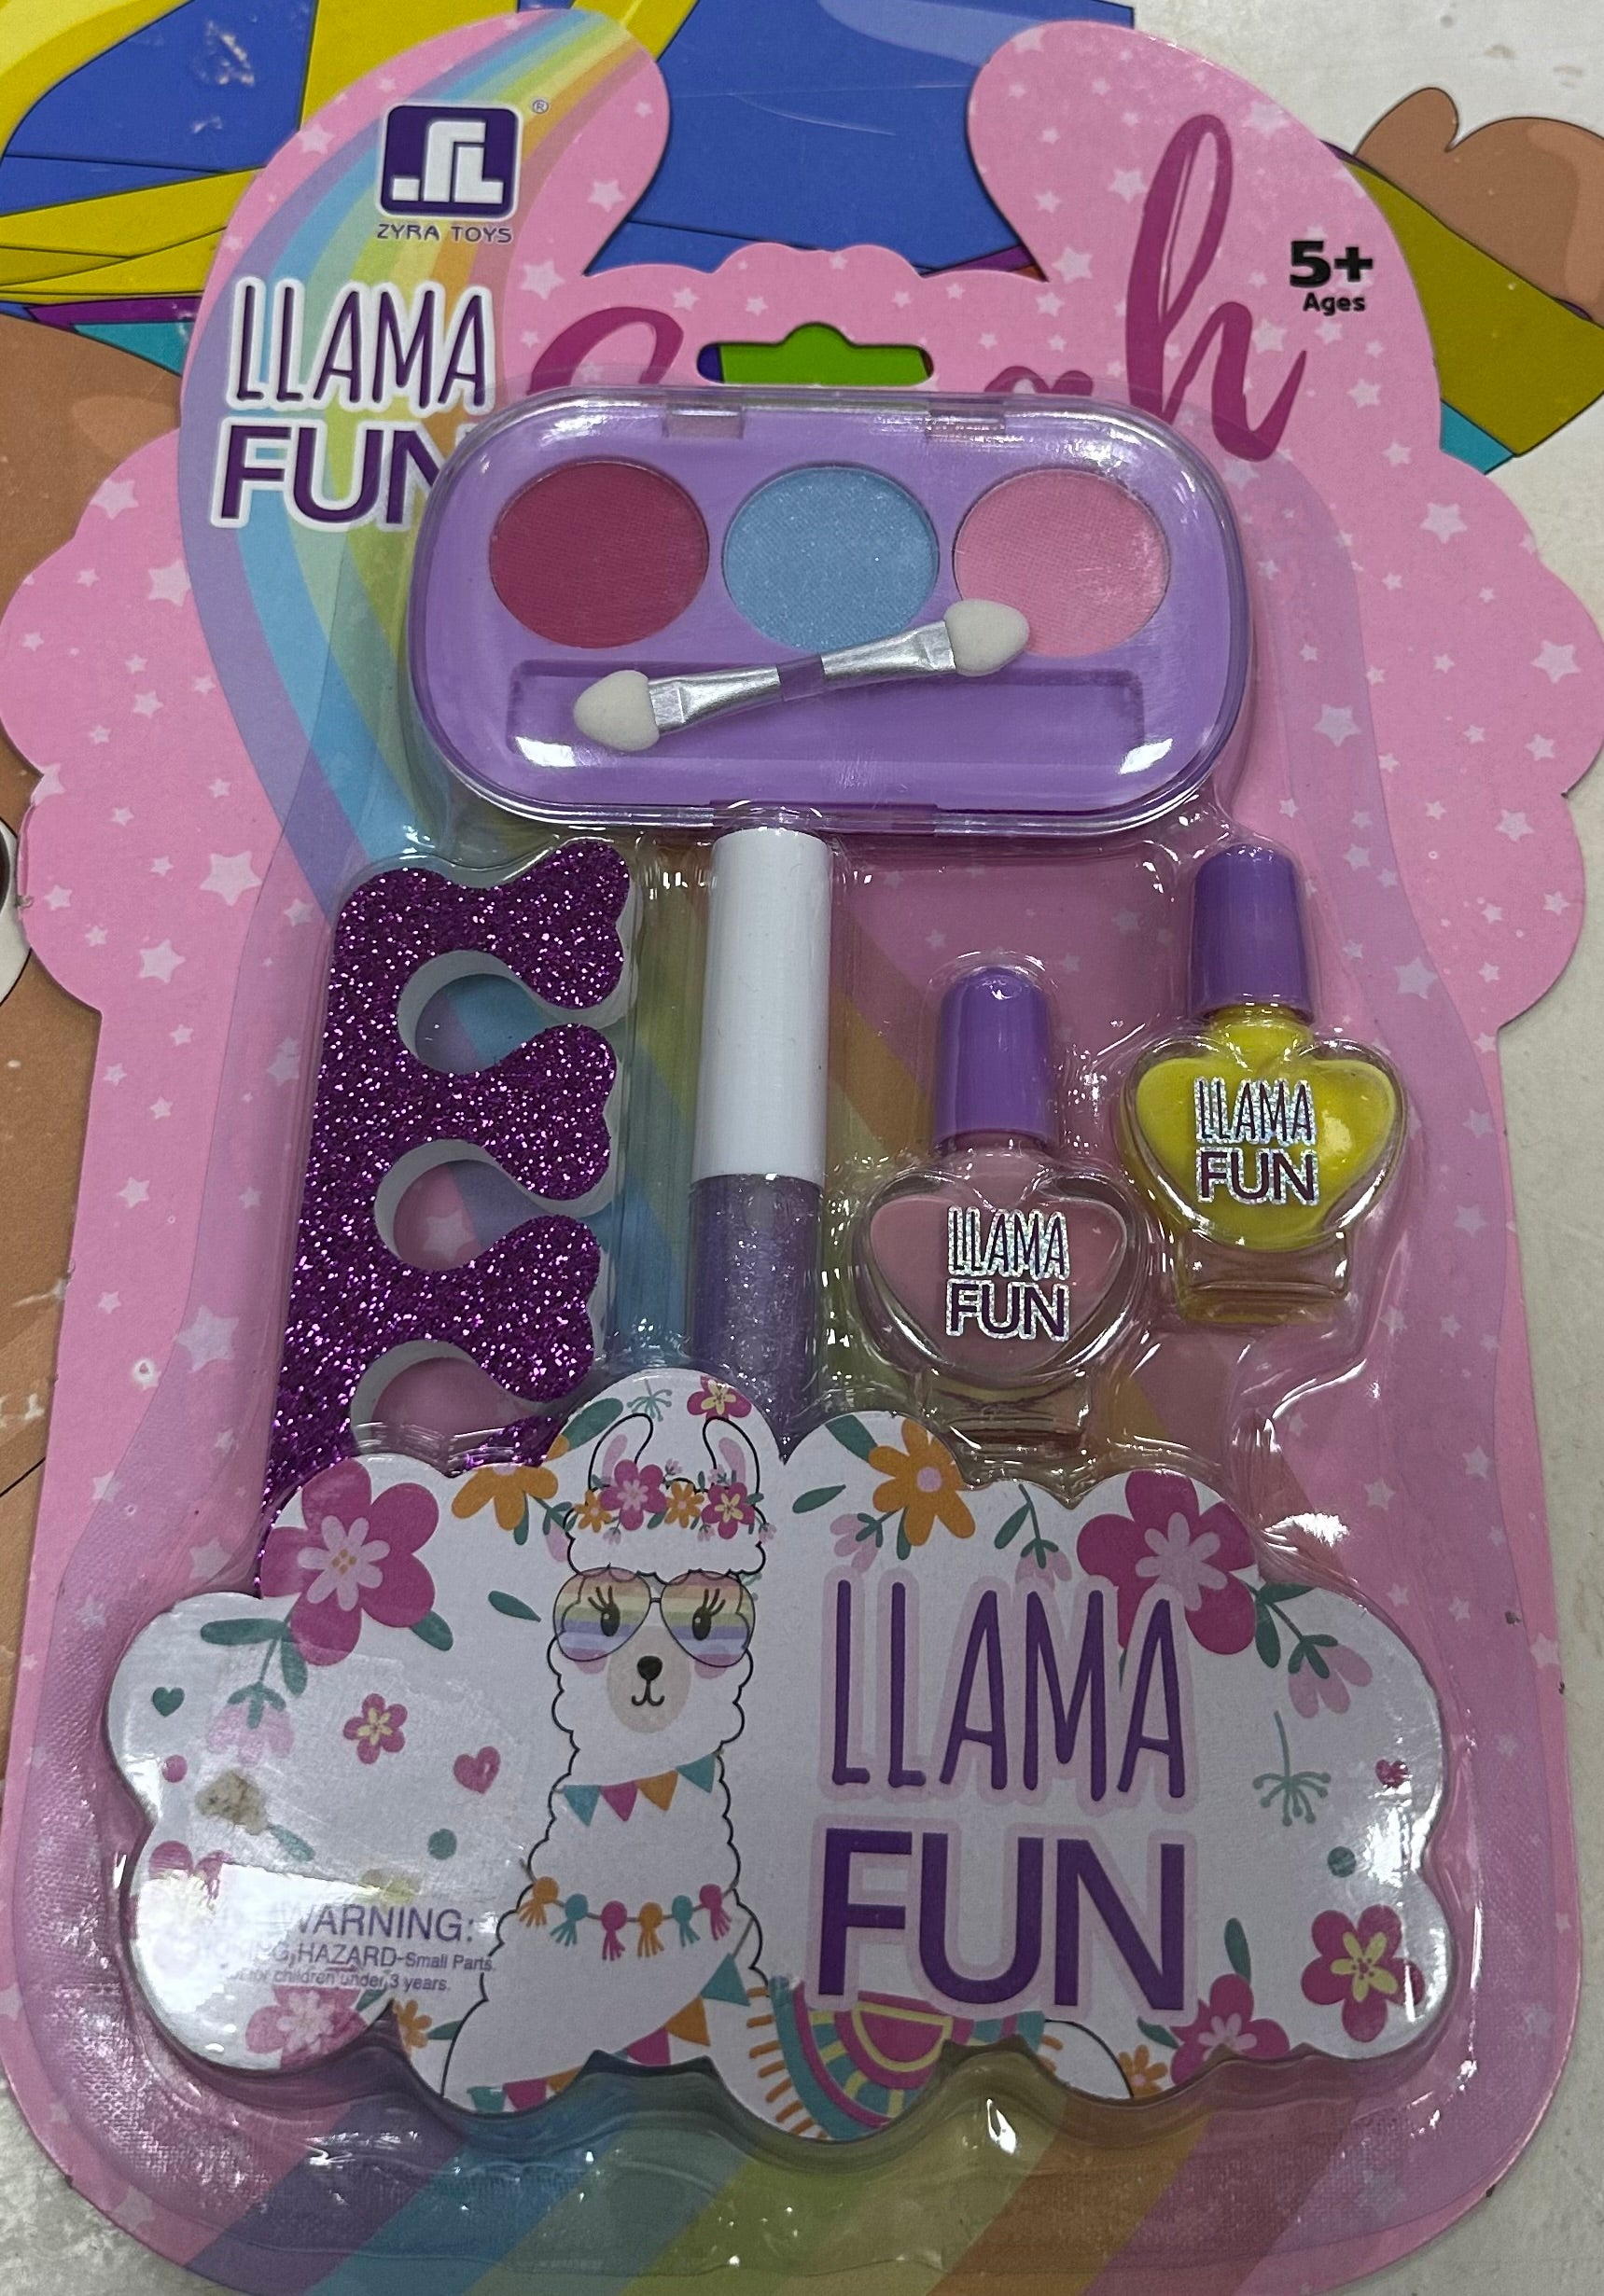 ®
ZYRA TOYS
LLAMA
FUN
5+
Ages
LLAMA
FUN
LLAMA
FUN
LLAMA
FUN
WARNING:
HAZARD-Small Parts.
for children under 3 years.